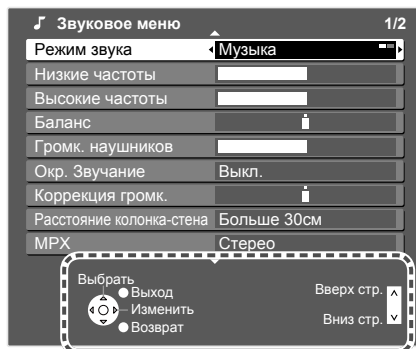 Звуковое меню 1/2
Режим звука Музыка
Низкие частоты
Высокие частоты
Баланс
Громк. наушников
Окр. Звучание Выкл.
Коррекция громк.
Расстояние колонка-стена Больше 30см
MPX Стерео
Выбрать
Выход
Изменить
Возврат
Вверх стр.
Вниз стр.